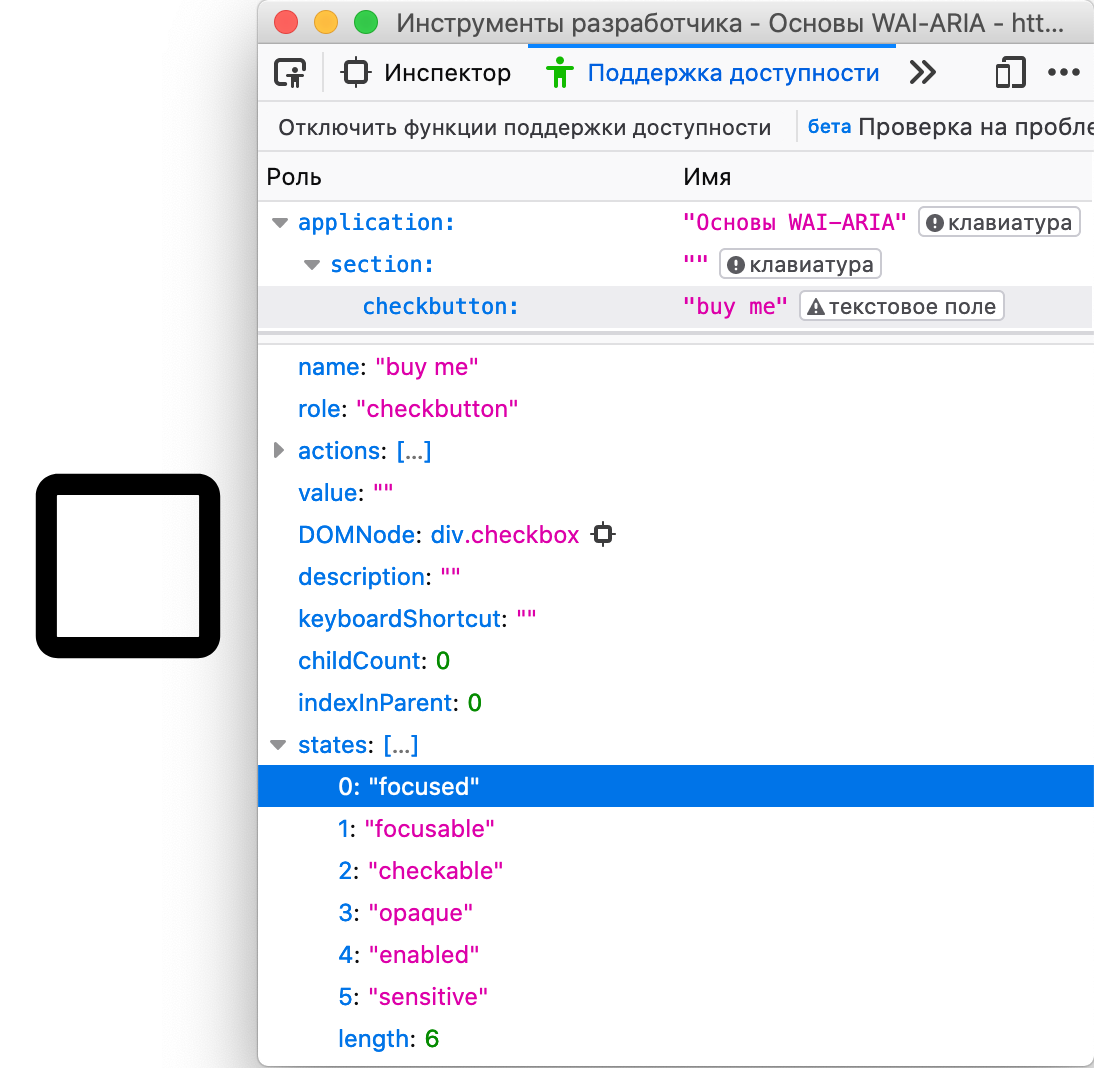 Инструменты разработчика - Основы WAI-ARIA - htt...
Инспектор Поддержка доступности
Отключить функции поддержки доступности бета Проверка на пробле
Роль Имя
application: "Основы WAI-ARIA" клавиатура
section: "" клавиатура
checkbutton: "buy me" текстовое поле
name: "buy me"
role: "checkbutton"
actions: […]
value: ""
DOMNode: div.checkbox
description: ""
keyboardShortcut: ""
childCount: 0
indexInParent: 0
states: […]
0: "focused"
1: "focusable"
2: "checkable"
3: "opaque"
4: "enabled"
5: "sensitive"
length: 6